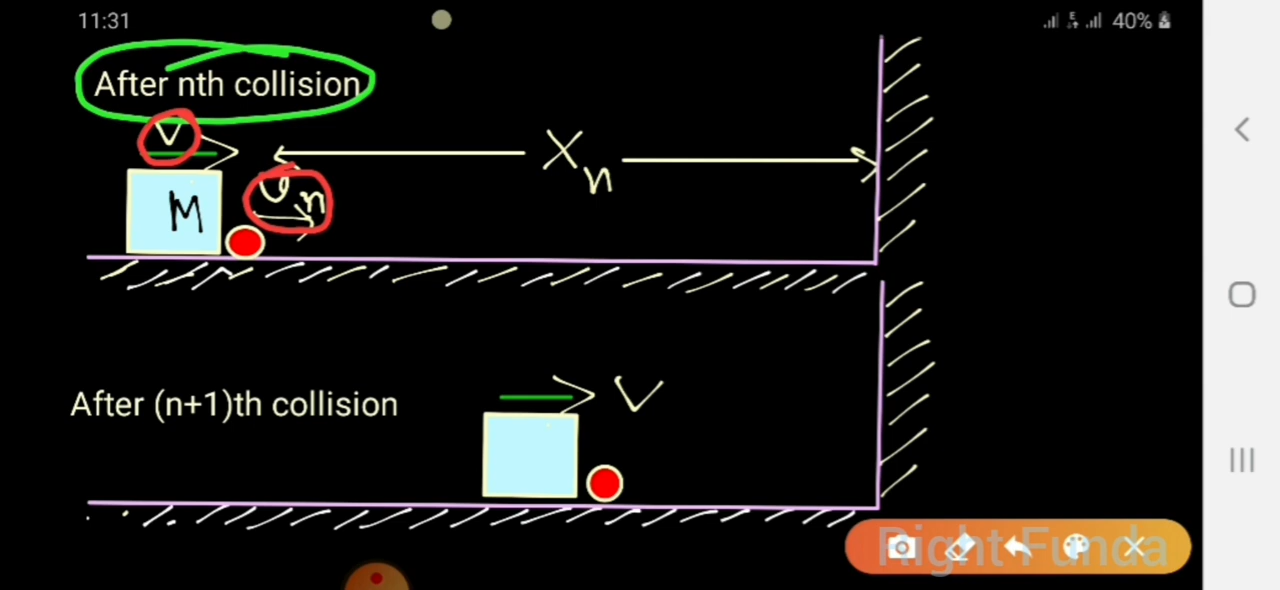 11:31
40%
After nth collision
V
X n
υ n
M
After (n+1)th collision
V
Right Funda